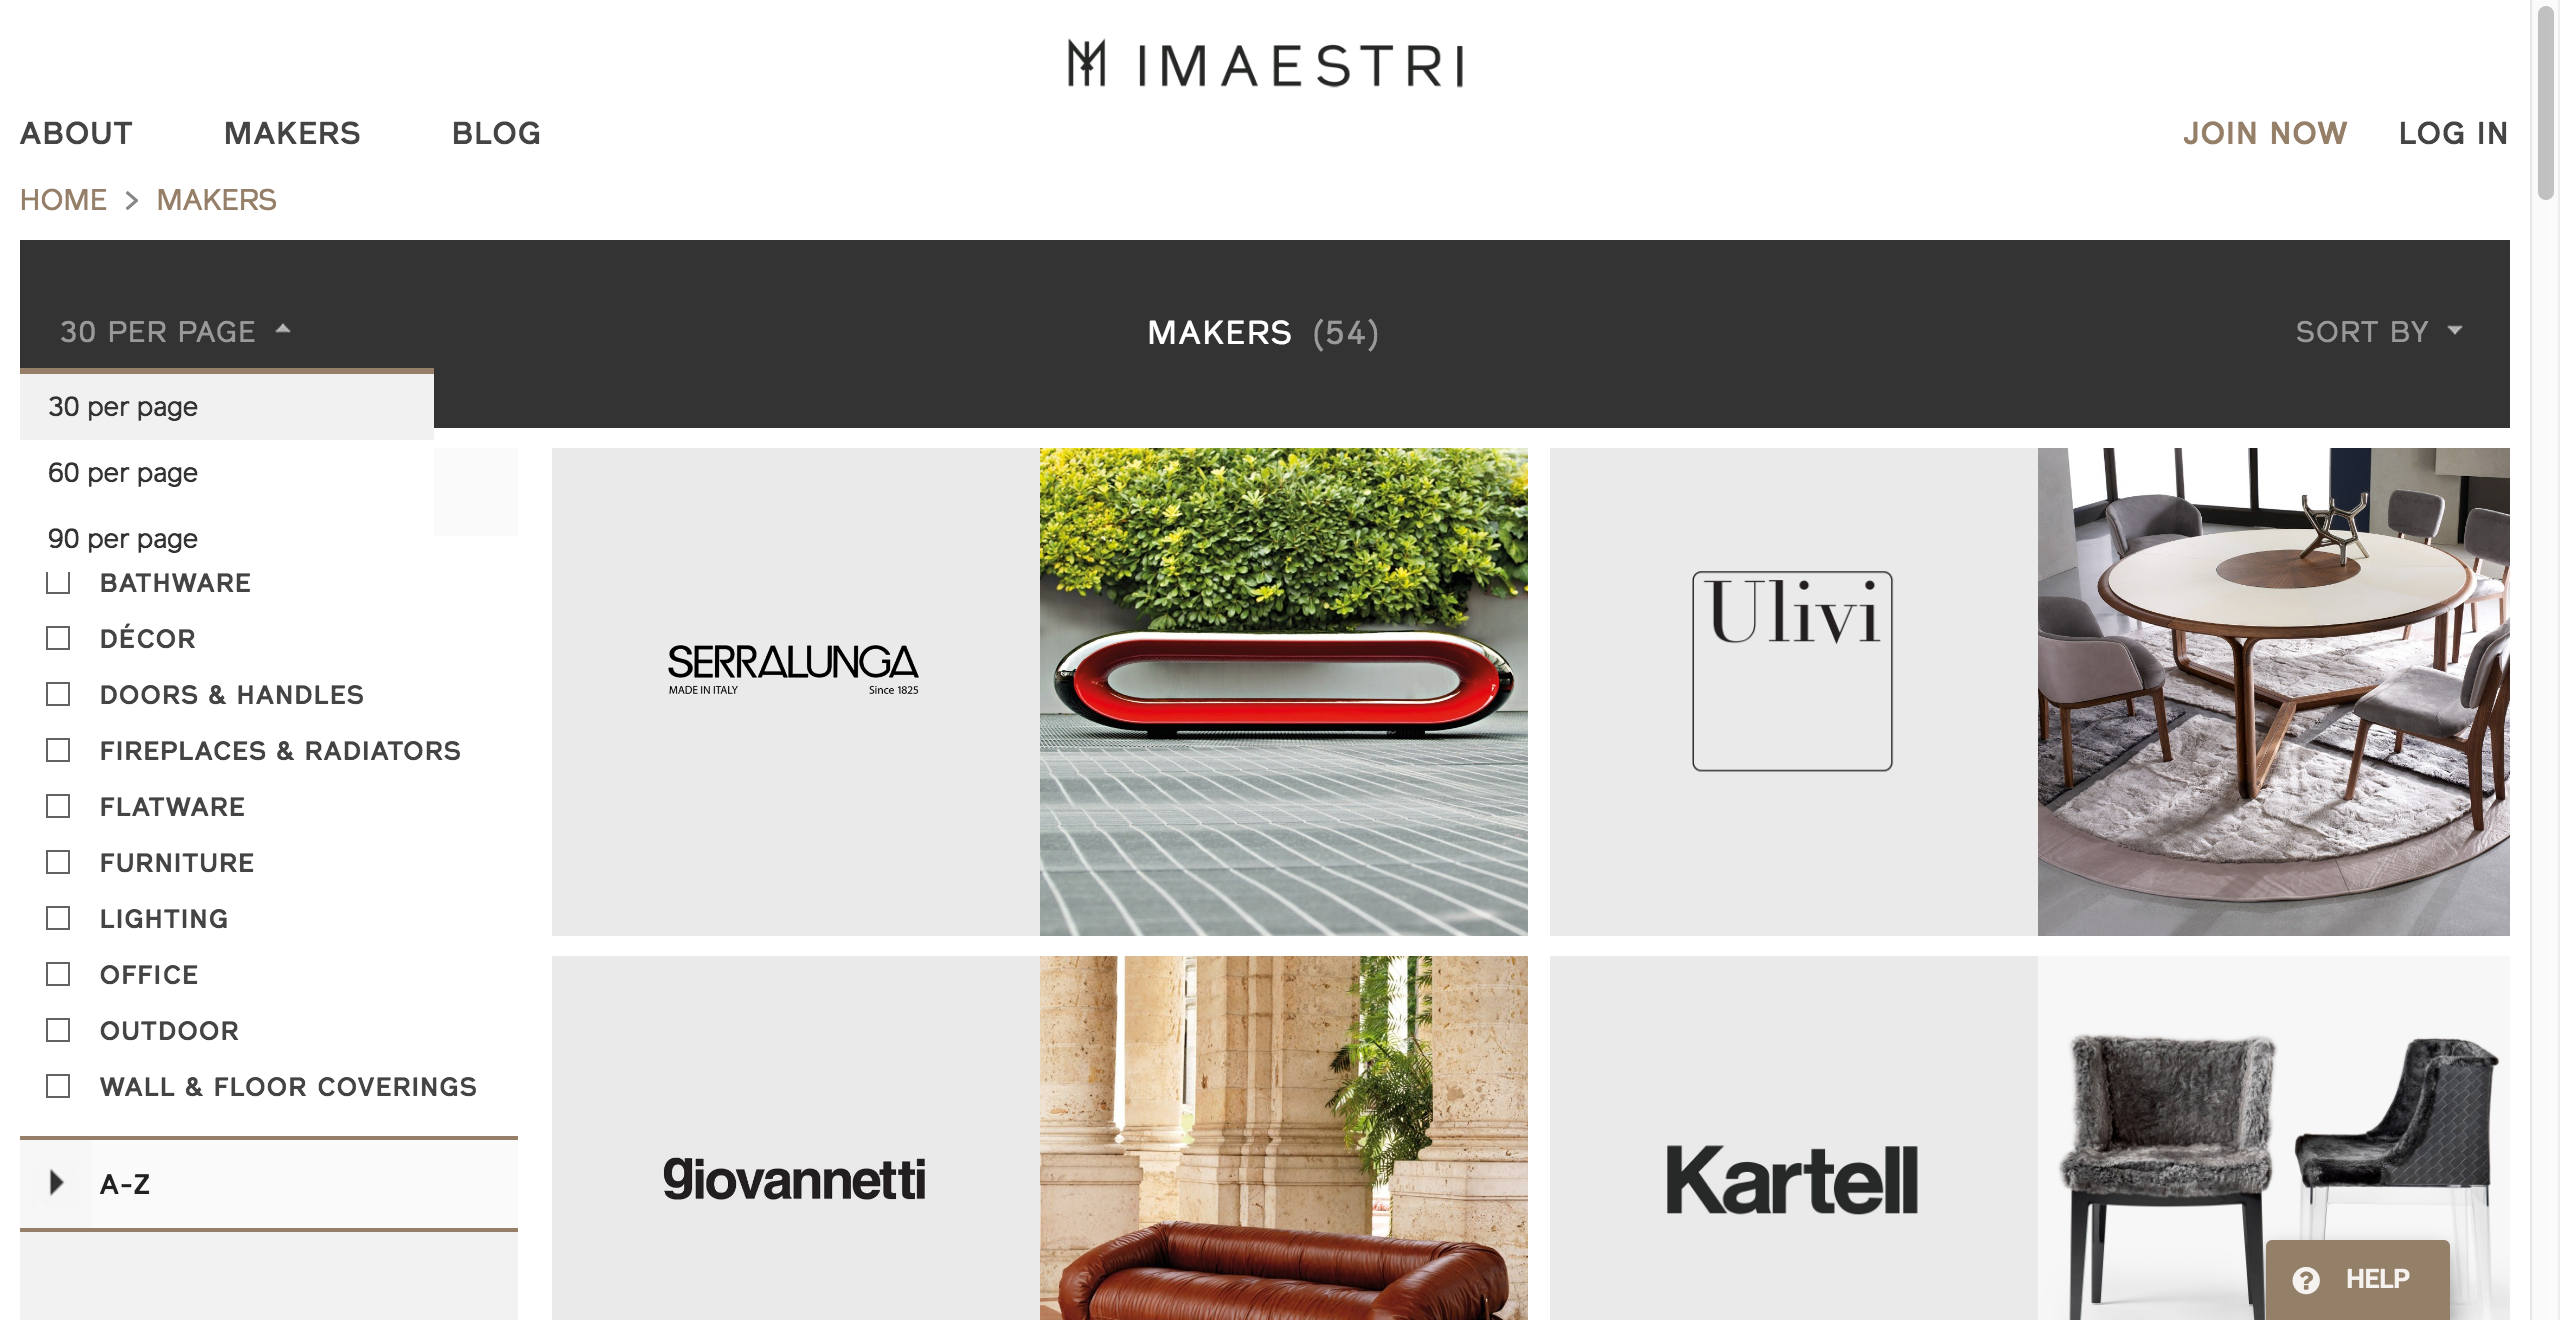 IMAESTRI
ABOUT MAKERS BLOG JOIN NOW LOG IN
HOME > MAKERS
30 PER PAGE MAKERS (54) SORT BY
30 per page
60 per page
90 per page
BATHWARE
DÉCOR
DOORS & HANDLES
FIREPLACES & RADIATORS
FLATWARE
FURNITURE
LIGHTING
OFFICE
OUTDOOR
WALL & FLOOR COVERINGS
A-Z
SERRALUNGA
MADE IN ITALY Since 1825
Ulivi
giovannetti
Kartell
HELP